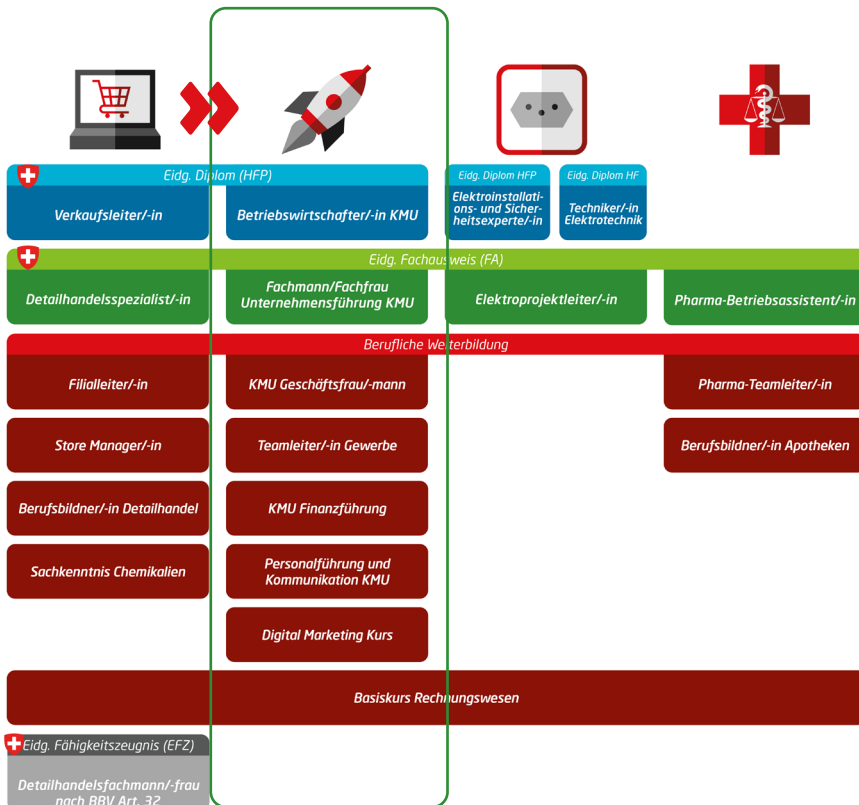 Eidg. Diplom (HFP)
Verkaufsleiter/-in
Betriebswirtschafter/-in KMU
Eidg. Diplom HFP
Elektroinstallati-
ons- und Sicher-
heitsexperte/-in
Eidg. Diplom HF
Techniker/-in
Elektrotechnik
Eidg. Fachausweis (FA)
Detailhandelsspezialist/-in
Fachmann/Fachfrau
Unternehmensführung KMU
Elektroprojektleiter/-in
Pharma-Betriebsassistent/-in
Berufliche Weiterbildung
Filialleiter/-in
KMU Geschäftsfrau/-mann
Pharma-Teamleiter/-in
Store Manager/-in
Teamleiter/-in Gewerbe
Berufsbildner/-in Apotheken
Berufsbildner/-in Detailhandel
KMU Finanzführung
Sachkenntnis Chemikalien
Personalführung und
Kommunikation KMU
Digital Marketing Kurs
Basiskurs Rechnungswesen
Eidg. Fähigkeitszeugnis (EFZ)
Detailhandelsfachmann/-frau
nach BBV Art. 32